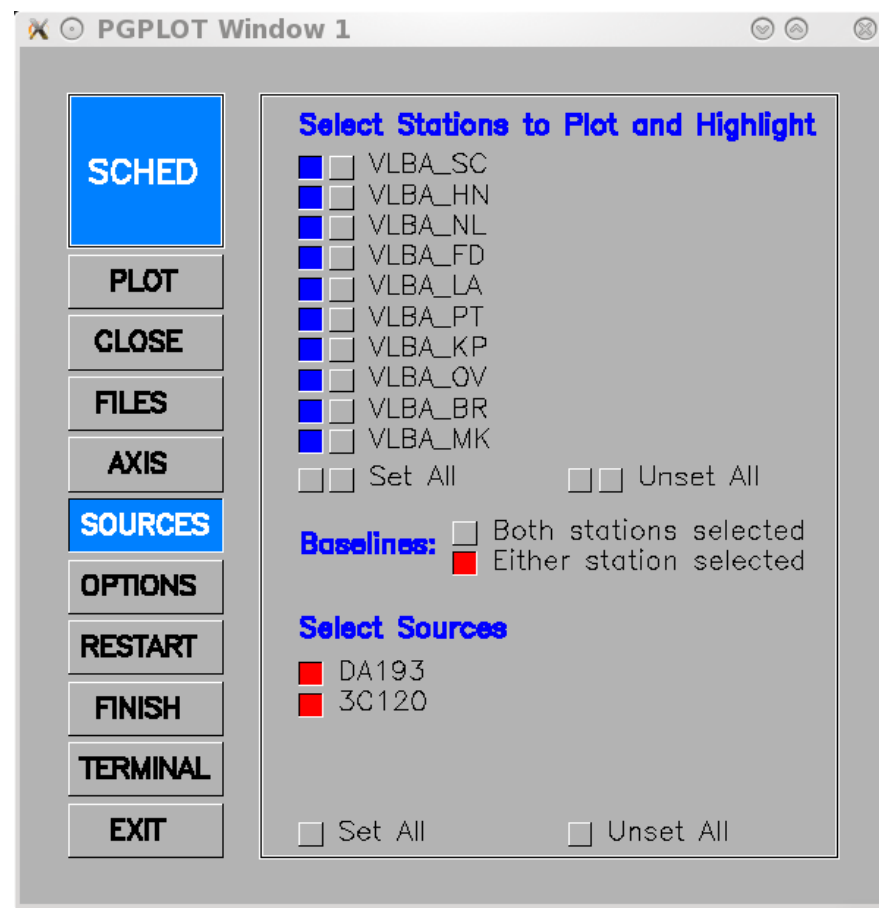 PGPLOT Window 1
SCHED
PLOT
CLOSE
FILES
AXIS
SOURCES
OPTIONS
RESTART
FINISH
TERMINAL
EXIT
Select Stations to Plot and Highlight
VLBA_SC
VLBA_HN
VLBA_NL
VLBA_FD
VLBA_LA
VLBA_PT
VLBA_KP
VLBA_OV
VLBA_BR
VLBA_MK
Set All Unset All
Baselines: Both stations selected
Either station selected
Select Sources
DA193
3C120
Set All Unset All